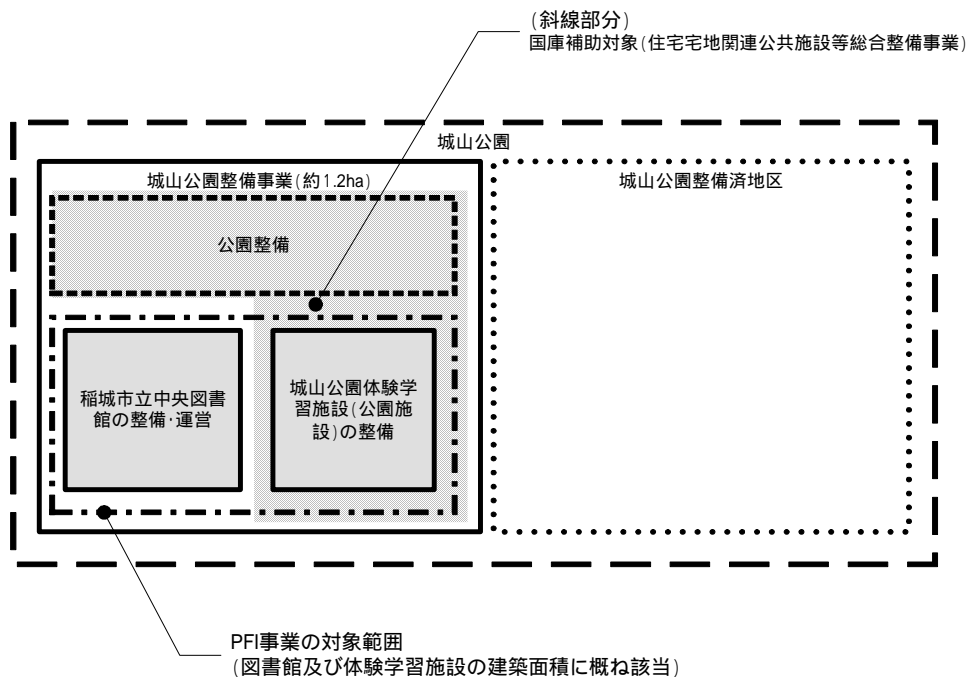 (斜線部分)
国庫補助対象(住宅宅地関連公共施設等総合整備事業)
城山公園
城山公園整備事業(約1.2ha)
城山公園整備済地区
公園整備
稲城市立中央図書
館の整備・運営
城山公園体験学
習施設(公園施
設)の整備
PFI事業の対象範囲
(図書館及び体験学習施設の建築面積に概ね該当)